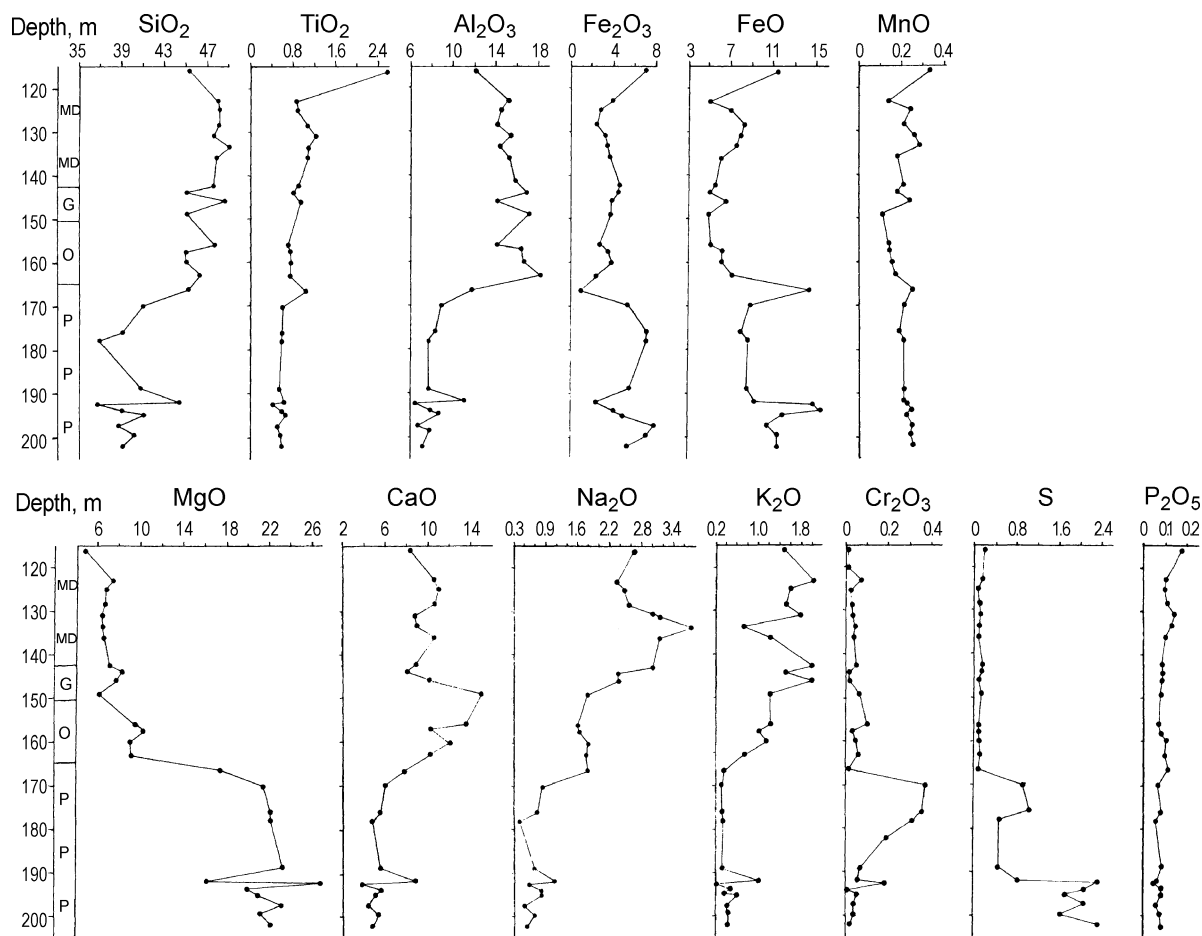 Depth, m SiO₂ TiO₂ Al₂O₃ Fe₂O₃ FeO MnO
35 39 43 47 0 0.8 1.6 2.4 6 10 14 18 0 4 8 3 7 11 15 0 0.2 0.4
120
MD
130
MD
140
G
150
O
160
170
P
180
P
190
P
200
Depth, m MgO CaO Na₂O K₂O Cr₂O₃ S P₂O₅
6 10 14 18 22 26 2 6 10 14 0.3 0.9 1.6 2.2 2.8 3.4 0.2 1.0 1.8 0 0.2 0.4 0 0.8 1.6 2.4 0 0.1 0.2
120
MD
130
MD
140
G
150
O
160
170
P
180
P
190
P
200